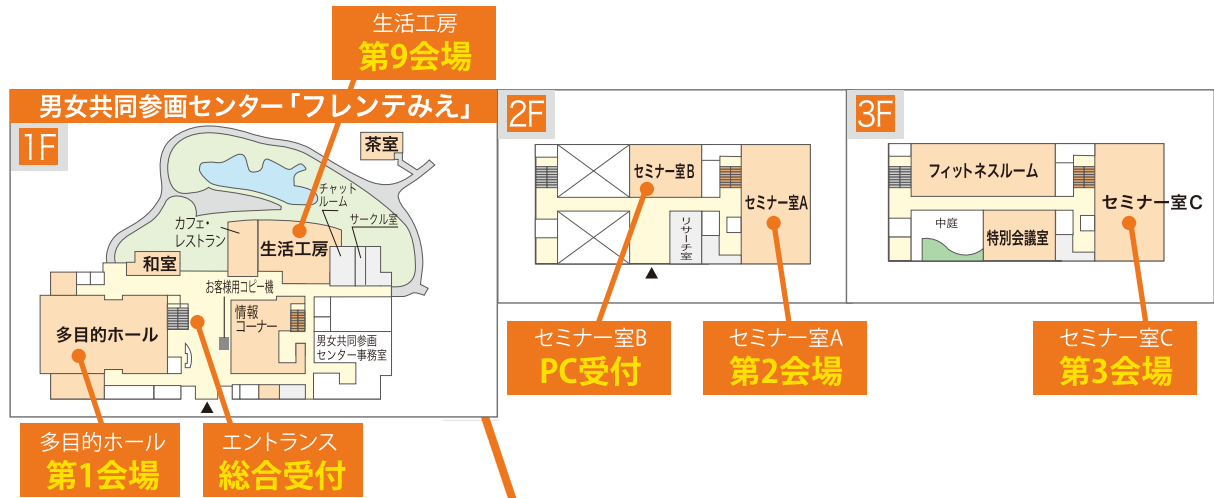 生活工房
第9会場
男女共同参画センター「フレンテみえ」
1F
茶室
チャット
ルーム
サークル室
カフェ・
レストラン
生活工房
和室
お客様用コピー機
情報
コーナー
多目的ホール
男女共同参画
センター事務室
多目的ホール
第1会場
エントランス
総合受付
2F
セミナー室B
セミナー室A
リサーチ室
セミナー室B
PC受付
セミナー室A
第2会場
3F
フィットネスルーム
セミナー室C
中庭
特別会議室
セミナー室C
第3会場